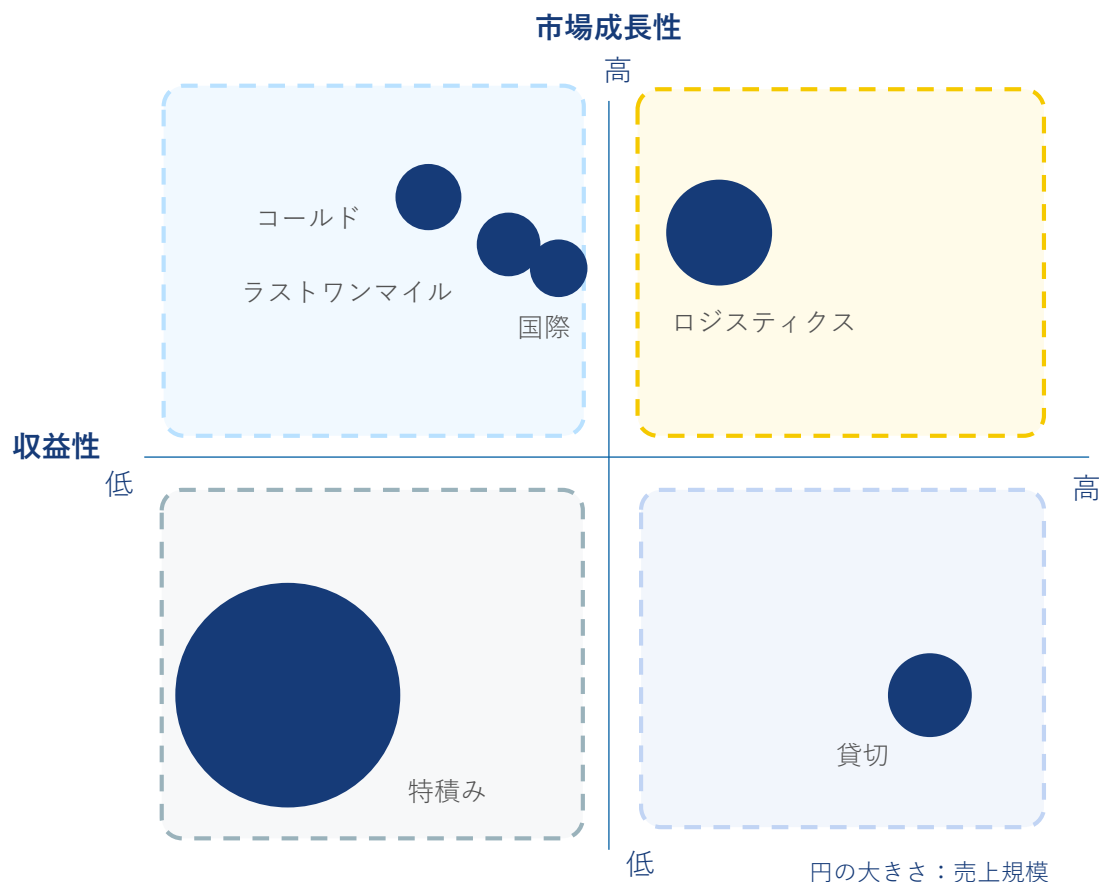 市場成長性
高
コールド
ラストワンマイル
国際
ロジスティクス
収益性
低
高
特積み
貸切
低
円の大きさ：売上規模